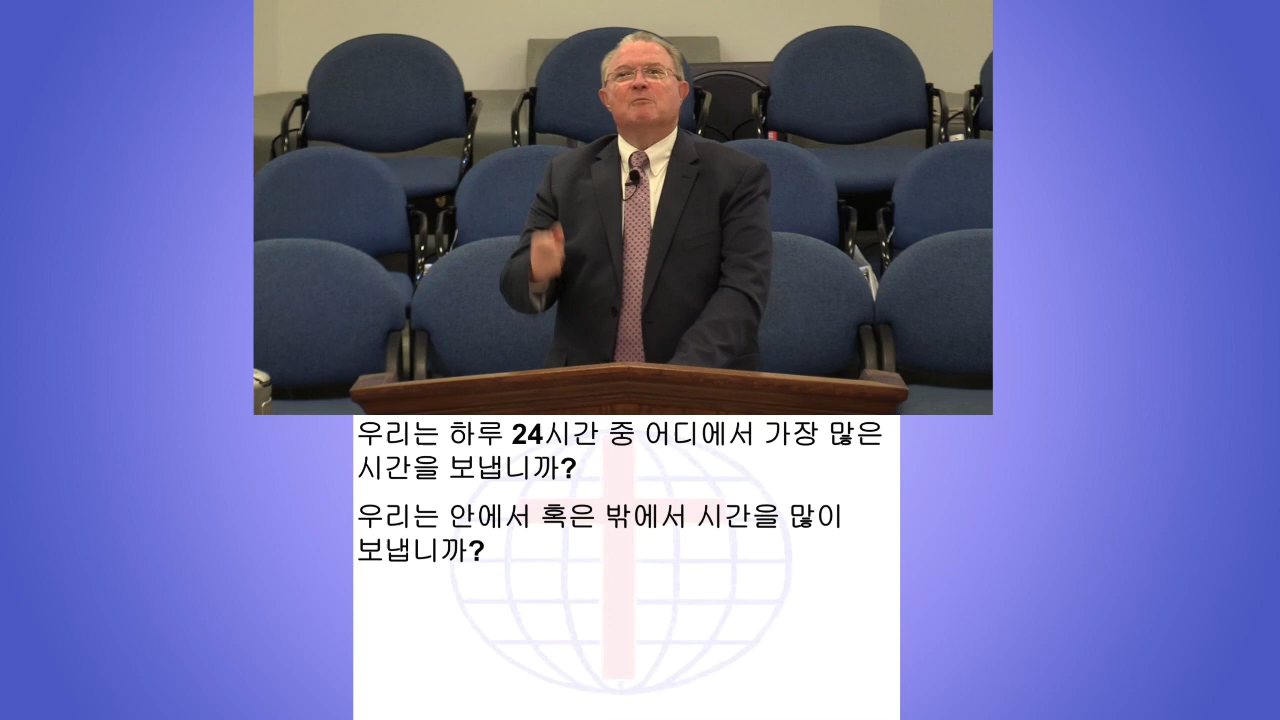 우리는 하루 24시간 중 어디에서 가장 많은
시간을 보냅니까?
우리는 안에서 혹은 밖에서 시간을 많이
보냅니까?